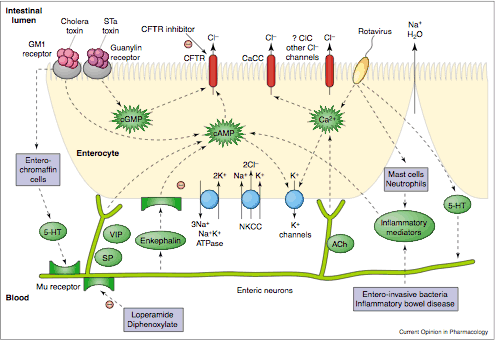 Intestinal
lumen
Cholera
toxin
STa
toxin
CFTR inhibitor
Cl⁻
Cl⁻
? ClC
other Cl⁻
channels
Cl⁻
Rotavirus
Na⁺
H₂O
GM1
receptor
Guanylin
receptor
CFTR
CaCC
cGMP
cAMP
Ca²⁺
Enterocyte
Entero-
chromaffin
cells
Mast cells
Neutrophils
2K⁺
2Cl⁻
Na⁺
K⁺
K⁺
3Na⁺
Na⁺K⁺
ATPase
NKCC
K⁺
channels
5-HT
VIP
SP
Enkephalin
ACh
Inflammatory
mediators
5-HT
Mu receptor
Enteric neurons
Blood
Loperamide
Diphenoxylate
Entero-invasive bacteria
Inflammatory bowel disease
Current Opinion in Pharmacology